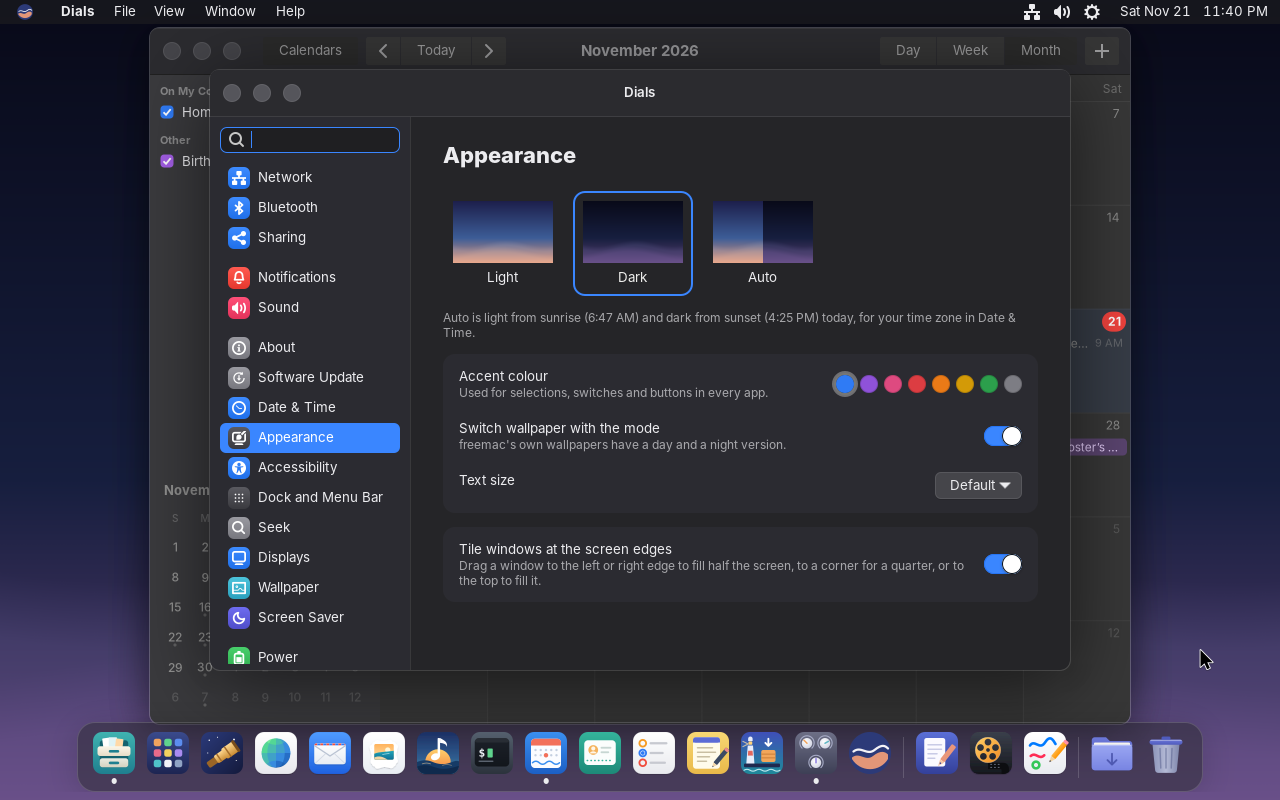 Dials File View Window Help Sat Nov 21 11:40 PM
Calendars Today November 2026 Day Week Month
Dials
On My Co
Hom
Other
Birth
Sat
7
14
21
e... 9 AM
28
oster's ...
5
12
Novem
S M
1 2
8 9
15 16
22 23
29 30
6 7 8 9 10 11 12
Network
Bluetooth
Sharing
Notifications
Sound
About
Software Update
Date & Time
Appearance
Accessibility
Dock and Menu Bar
Seek
Displays
Wallpaper
Screen Saver
Power
Appearance
Light Dark Auto
Auto is light from sunrise (6:47 AM) and dark from sunset (4:25 PM) today, for your time zone in Date &
Time.
Accent colour
Used for selections, switches and buttons in every app.
Switch wallpaper with the mode
freemac's own wallpapers have a day and a night version.
Text size Default
Tile windows at the screen edges
Drag a window to the left or right edge to fill half the screen, to a corner for a quarter, or to
the top to fill it.
$